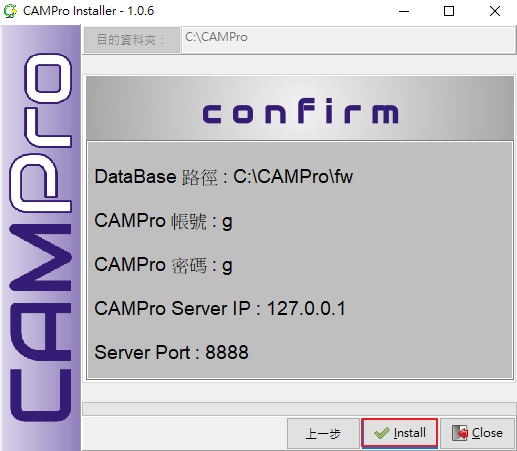 CAMPro Installer - 1.0.6
目的資料夾：
C:\CAMPro
CAMPro
confirm
DataBase 路徑 : C:\CAMPro\fw
CAMPro 帳號 : g
CAMPro 密碼 : g
CAMPro Server IP : 127.0.0.1
Server Port : 8888
上一步
Install
Close